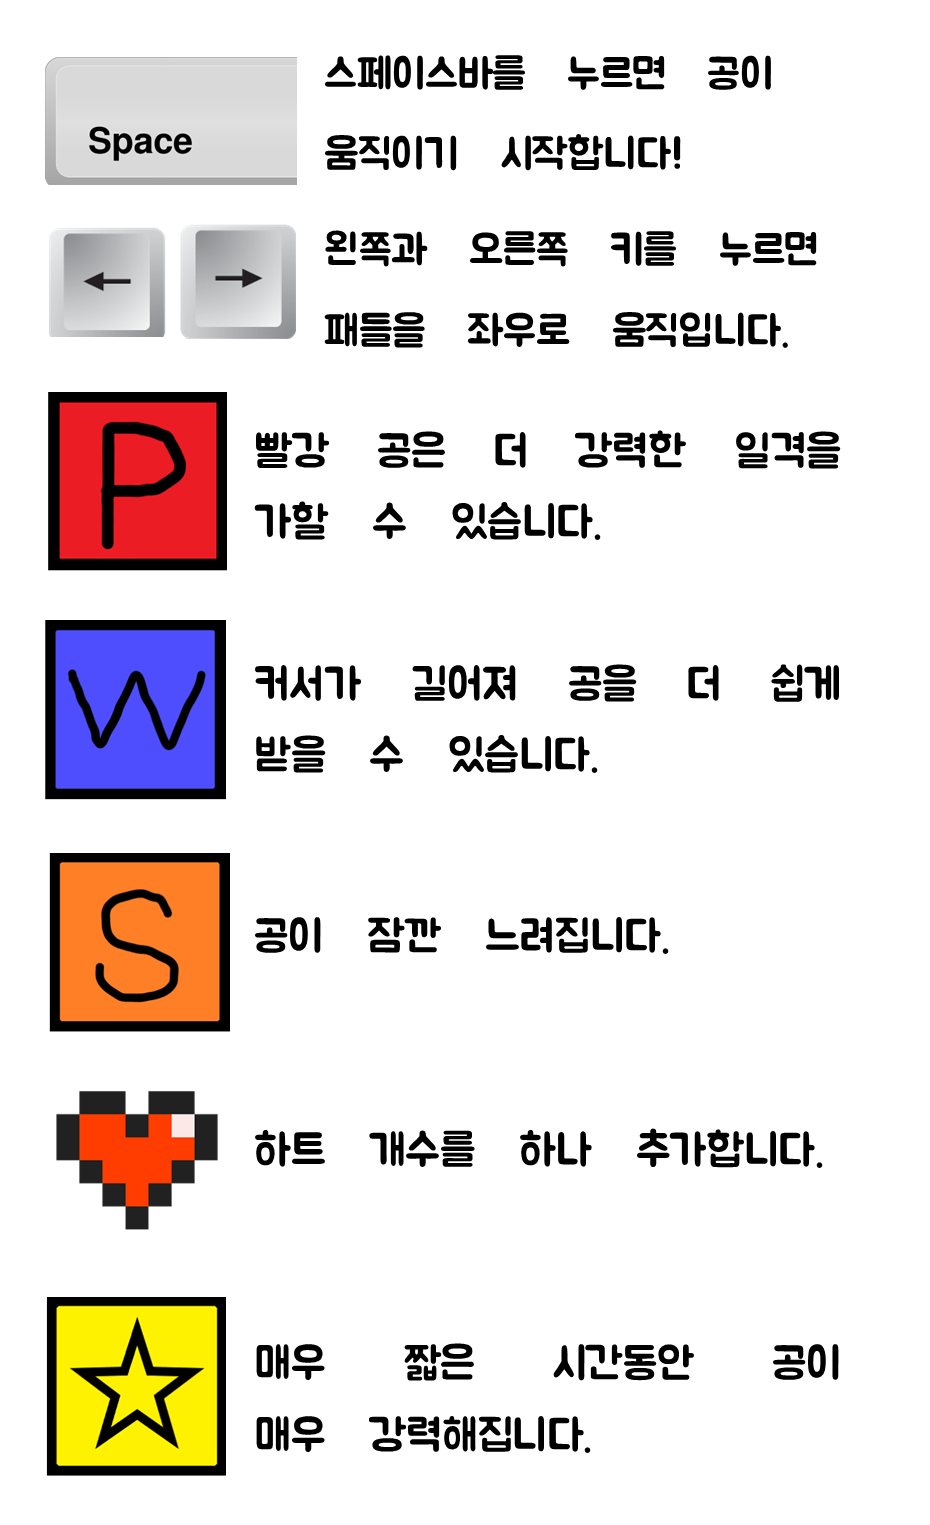 Space
스페이스바를 누르면 공이
움직이기 시작합니다!
← →
왼쪽과 오른쪽 키를 누르면
패들을 좌우로 움직입니다.
P
빨강 공은 더 강력한 일격을
가할 수 있습니다.
W
커서가 길어져 공을 더 쉽게
받을 수 있습니다.
S
공이 잠깐 느려집니다.
하트 개수를 하나 추가합니다.
매우 짧은 시간동안 공이
매우 강력해집니다.